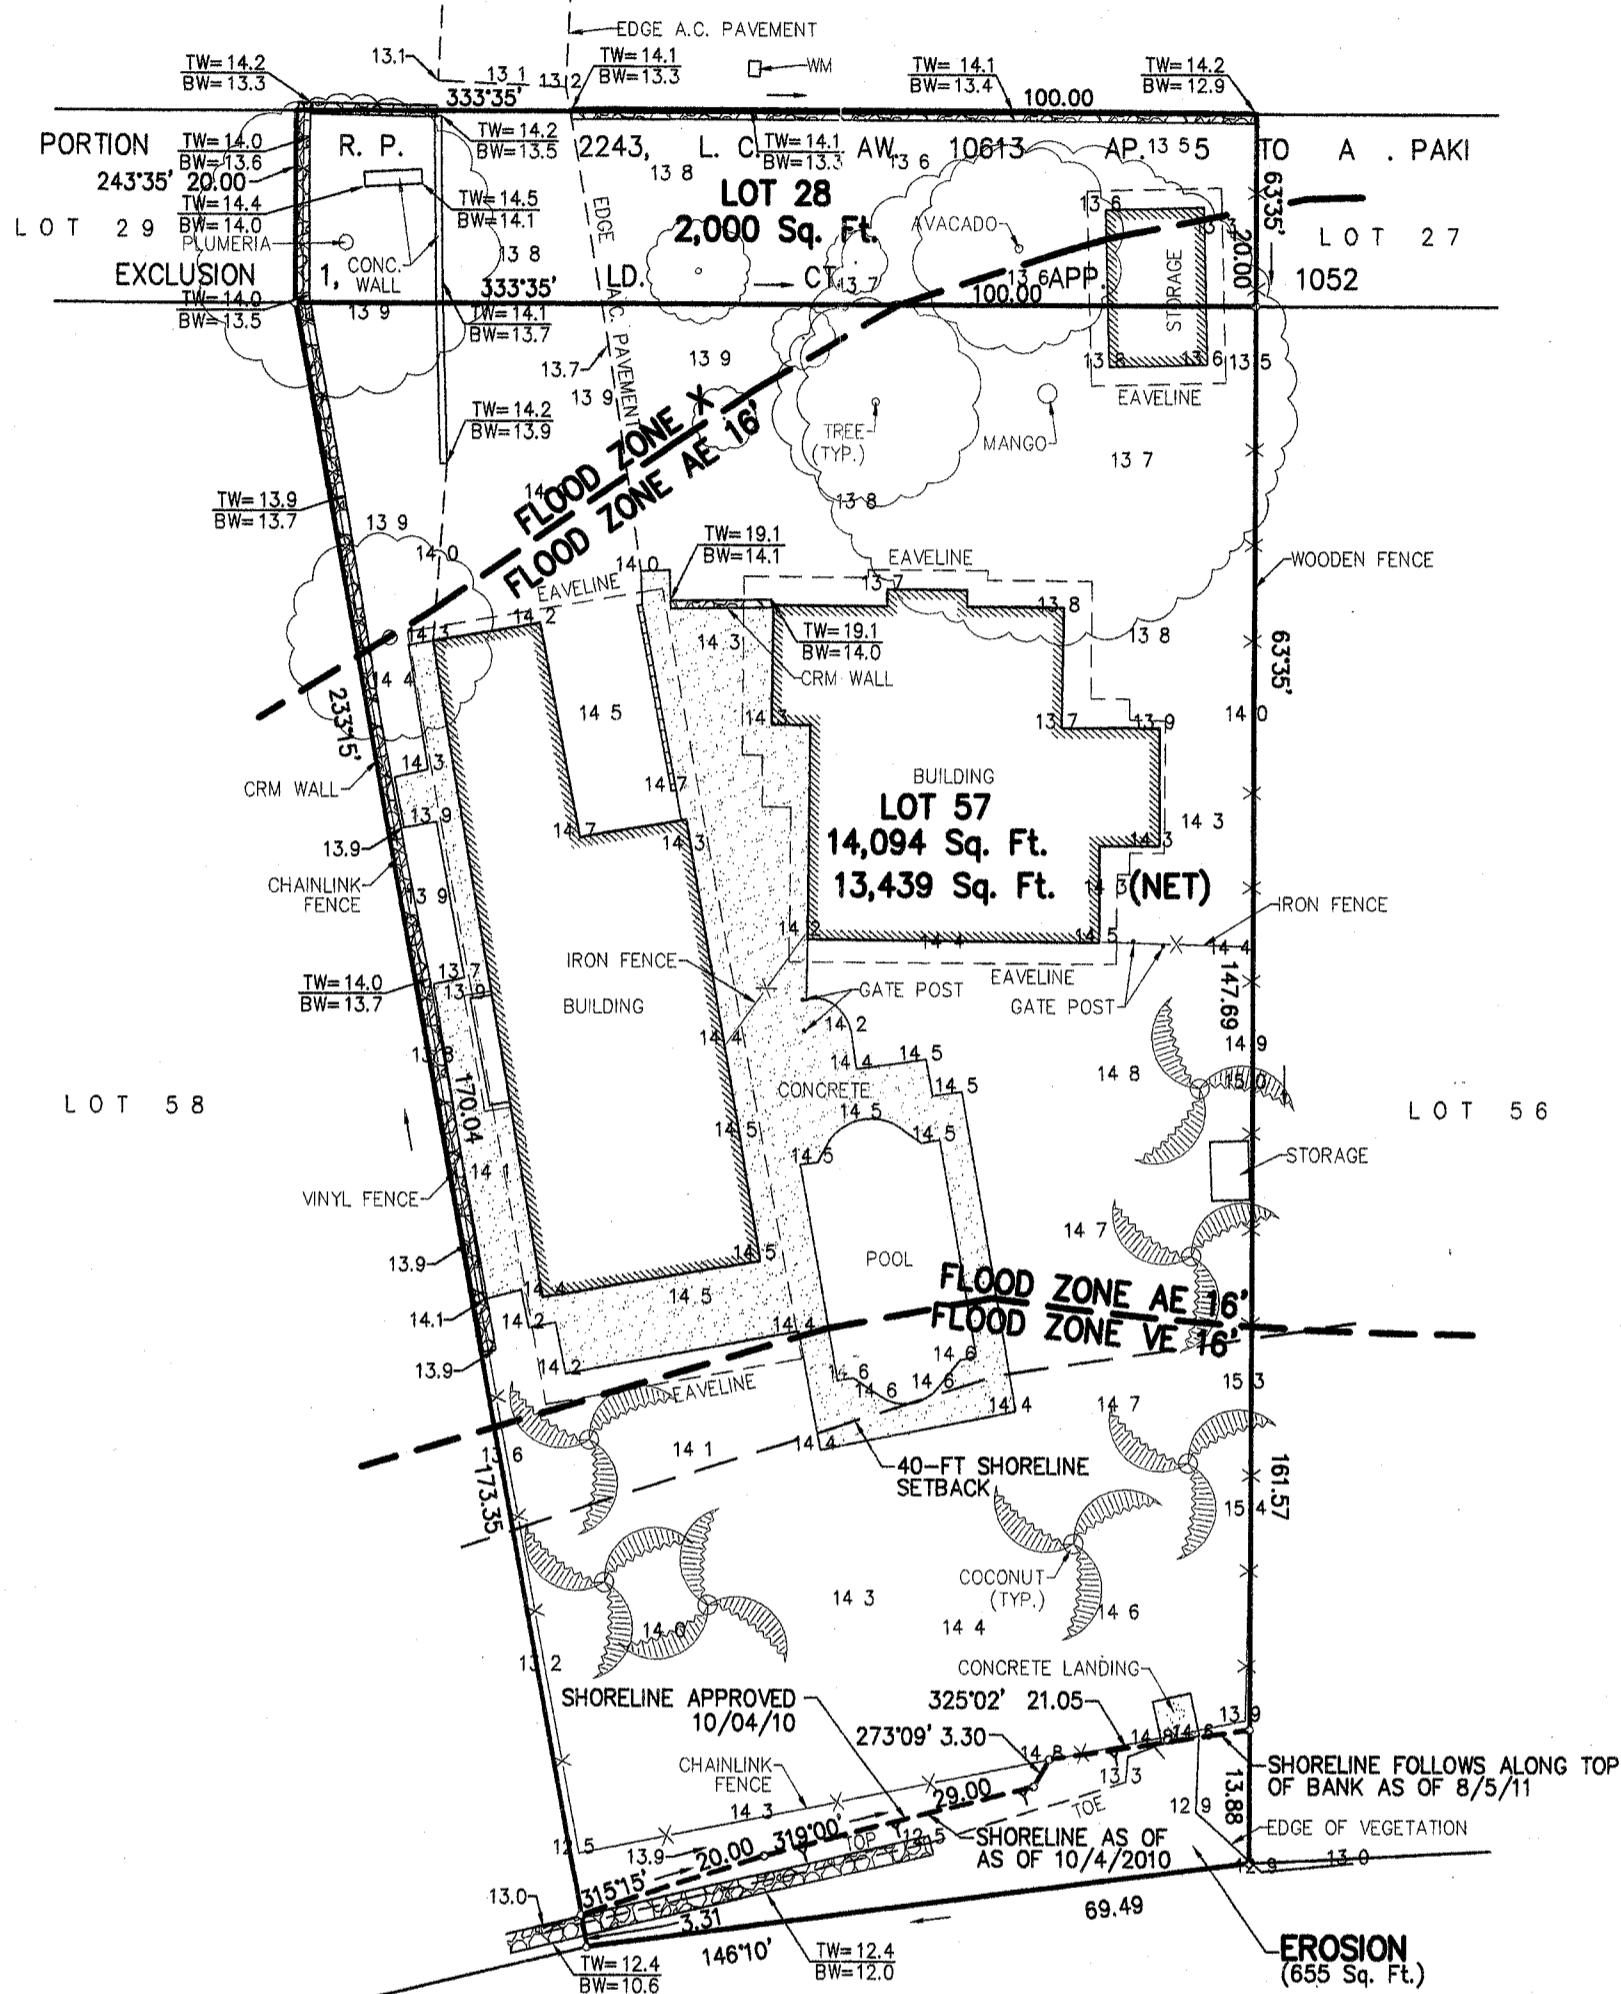 EDGE A.C. PAVEMENT
13.1
13 1
13 2
TW= 14.2
BW= 13.3
TW= 14.1
BW= 13.3
WM
TW= 14.1
BW= 13.4
TW= 14.2
BW= 12.9
333°35'
100.00
PORTION
TW= 14.0
BW= 13.6
R. P.
TW= 14.2
BW= 13.5
2243,
L. C.
TW= 14.1
BW= 13.3
AW.
13 6
10613
AP.
13 5
5
TO
A . PAKI
243°35' 20.00
13 8
LOT 28
2,000 Sq. Ft.
63°35'
20.00
TW= 14.4
BW= 14.0
TW= 14.5
BW= 14.1
13 6
LOT 29
PLUMERIA
AVACADO
LOT 27
CONC.
WALL
13 8
EDGE A.C. PAVEMENT
STORAGE
EXCLUSION
1,
333°35'
LD.
CT.
13.7
13 6
APP.
100.00
1052
TW= 14.0
BW= 13.5
13 9
TW= 14.1
BW= 13.7
13.7
13 9
13 9
13 6
13 5
EAVELINE
TW= 14.2
BW= 13.9
FLOOD ZONE X
FLOOD ZONE AE 16'
TREE
(TYP.)
MANGO
13 7
13 8
TW= 13.9
BW= 13.7
13 9
14 0
14 0
TW= 19.1
BW= 14.1
EAVELINE
13 7
WOODEN FENCE
EAVELINE
14 2
13 8
14 3
14 3
TW= 19.1
BW= 14.0
13 8
CRM WALL
14 4
63°35'
233°15'
14 5
14 3
13 7
13 9
14 0
14 3
CRM WALL
14 7
BUILDING
LOT 57
14,094 Sq. Ft.
13,439 Sq. Ft.
(NET)
13 9
13.9
14 7
14 3
14 3
14 3
CHAINLINK
FENCE
13 9
14 3
IRON FENCE
14 2
14 4
14 5
14 4
IRON FENCE
BUILDING
EAVELINE
GATE POST
GATE POST
147.69
TW= 14.0
BW= 13.7
13 7
13 9
14 2
14 4
14 4
14 5
14 9
13 8
CONCRETE
14 5
14 8
15 0
LOT 58
170.04
14 5
14 5
14 5
14 5
LOT 56
14 1
STORAGE
VINYL FENCE
14 7
13.9
14 5
POOL
14 4
14 5
FLOOD ZONE AE 16'
FLOOD ZONE VE 16'
14.1
14 2
14 4
13.9
14 2
EAVELINE
14 6
14 6
14 6
14 6
15 3
14 4
14 7
13 6
14 1
14 4
40-FT SHORELINE
SETBACK
173.35
161.57
15 4
COCONUT
(TYP.)
14 3
14 6
14 0
14 4
13 2
CONCRETE LANDING
SHORELINE APPROVED
10/04/10
325°02' 21.05
273°09' 3.30
13 9
14 8
14 8
14 6
CHAINLINK
FENCE
13 3
SHORELINE FOLLOWS ALONG TOP
OF BANK AS OF 8/5/11
13.88
14 3
29.00
TOE
12 9
12 5
13.9
20.00
319°00'
TOP
12 5
SHORELINE AS OF
AS OF 10/4/2010
EDGE OF VEGETATION
12 9
13 0
13.0
315°15'
3.31
69.49
146°10'
TW= 12.4
BW= 10.6
TW= 12.4
BW= 12.0
EROSION
(655 Sq. Ft.)